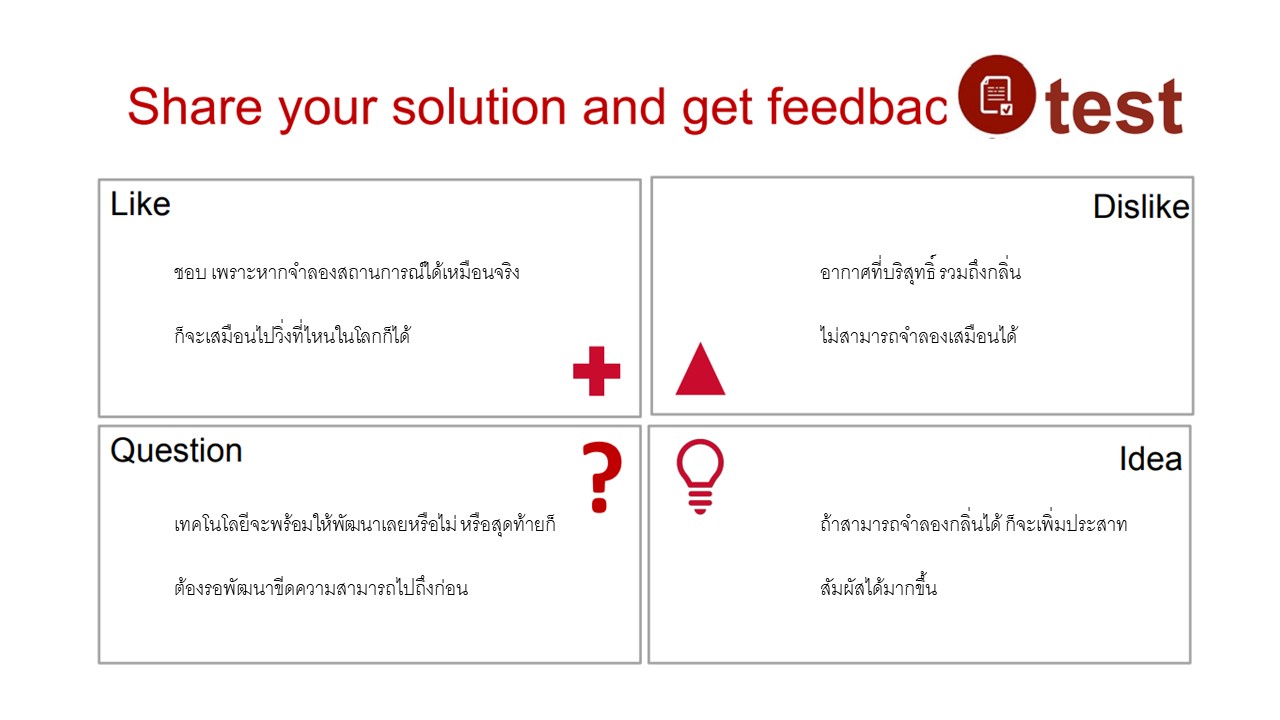 Share your solution and get feedbac
test
Like
ชอบ เพราะหากจำลองสถานการณ์ได้เหมือนจริง
ก็จะเสมือนไปวิ่งที่ไหนในโลกก็ได้
Dislike
อากาศที่บริสุทธิ์ รวมถึงกลิ่น
ไม่สามารถจำลองเสมือนได้
Question
?
เทคโนโลยีจะพร้อมให้พัฒนาเลยหรือไม่ หรือสุดท้ายก็
ต้องรอพัฒนาขีดความสามารถไปถึงก่อน
Idea
ถ้าสามารถจำลองกลิ่นได้ ก็จะเพิ่มประสาท
สัมผัสได้มากขึ้น